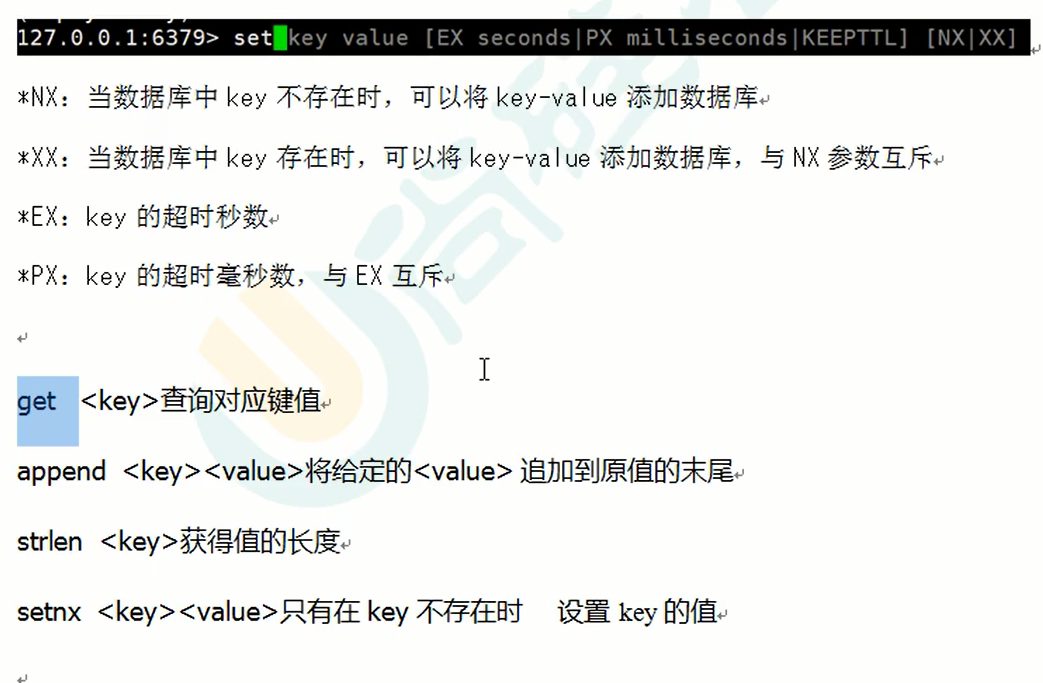 127.0.0.1:6379> set key value [EX seconds|PX milliseconds|KEEPTTL] [NX|XX]
*NX：当数据库中 key 不存在时，可以将 key-value 添加数据库
*XX：当数据库中 key 存在时，可以将 key-value 添加数据库，与 NX 参数互斥
*EX：key 的超时秒数
*PX：key 的超时毫秒数，与 EX 互斥
get <key>查询对应键值
append <key><value>将给定的<value> 追加到原值的末尾
strlen <key>获得值的长度
setnx <key><value>只有在 key 不存在时 设置 key 的值